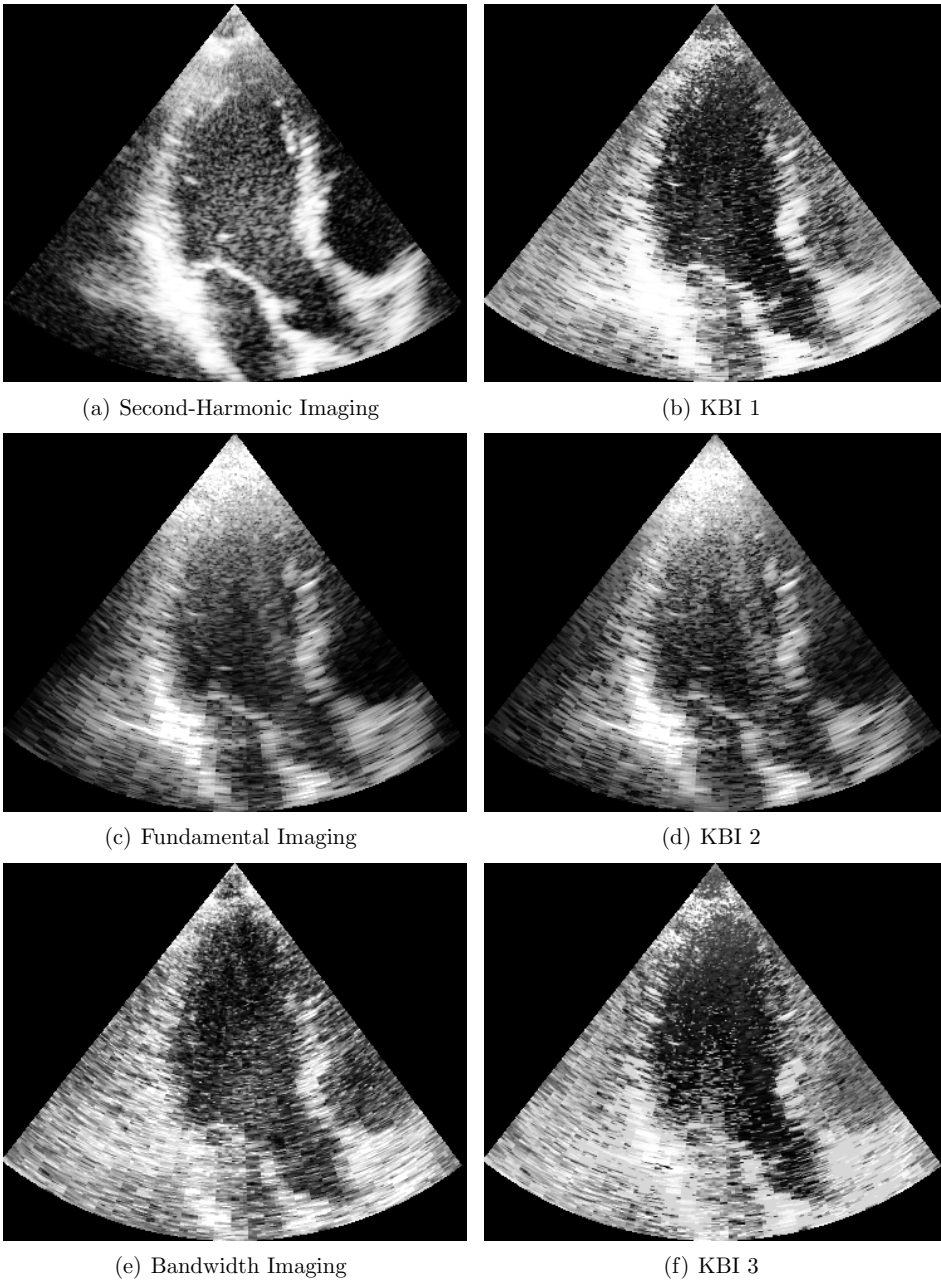 (a) Second-Harmonic Imaging
(b) KBI 1
(c) Fundamental Imaging
(d) KBI 2
(e) Bandwidth Imaging
(f) KBI 3